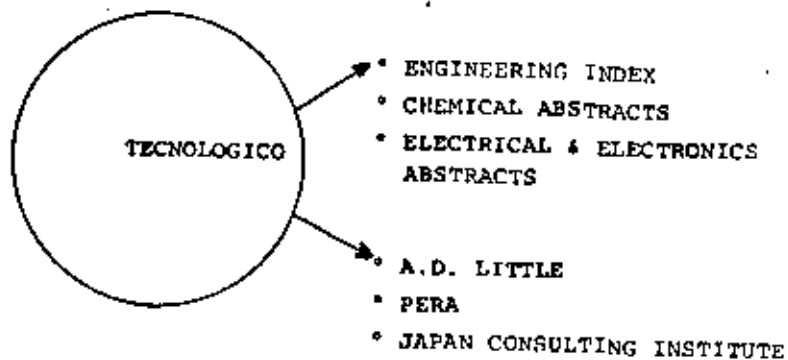 TECNOLOGICO
• ENGINEERING INDEX
• CHEMICAL ABSTRACTS
• ELECTRICAL & ELECTRONICS
ABSTRACTS
• A.D. LITTLE
• PERA
• JAPAN CONSULTING INSTITUTE